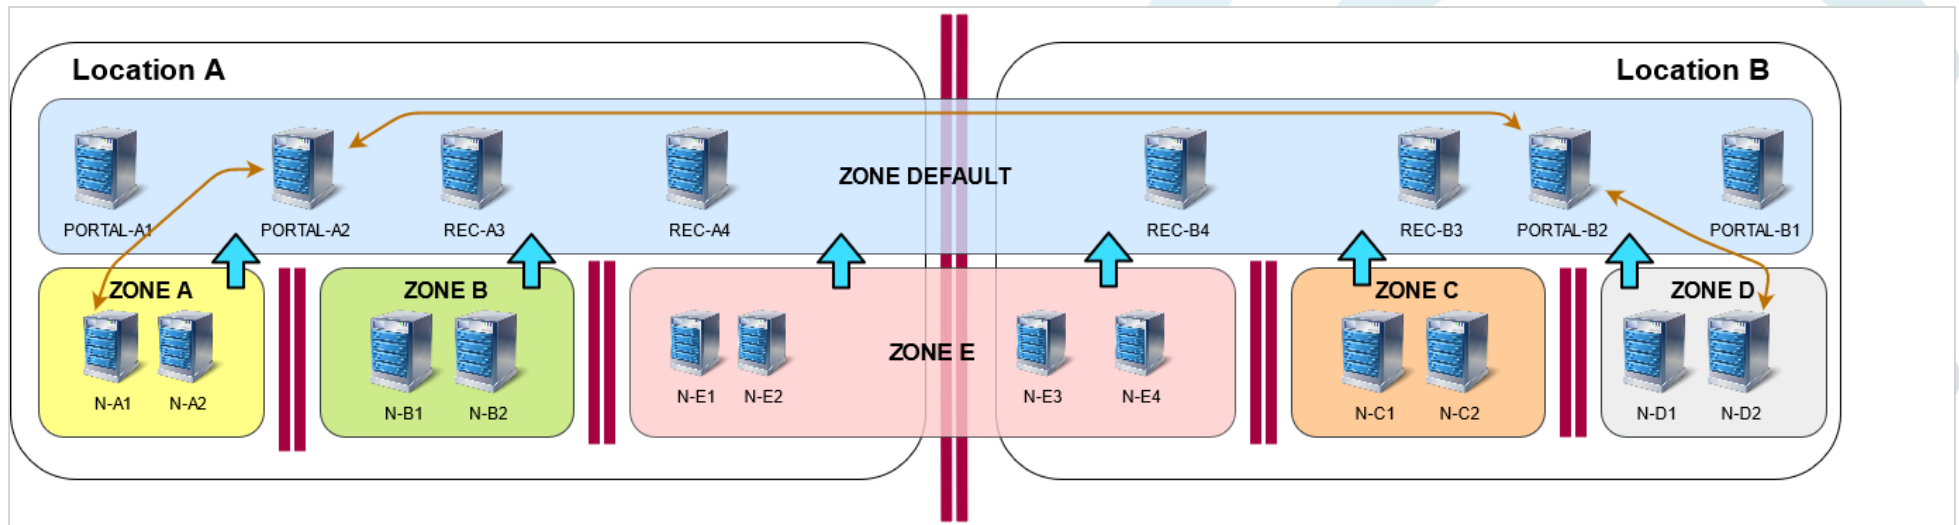 Location A
Location B
ZONE DEFAULT
PORTAL-A1
PORTAL-A2
REC-A3
REC-A4
REC-B4
REC-B3
PORTAL-B2
PORTAL-B1
ZONE A
ZONE B
ZONE E
ZONE C
ZONE D
N-A1
N-A2
N-B1
N-B2
N-E1
N-E2
N-E3
N-E4
N-C1
N-C2
N-D1
N-D2